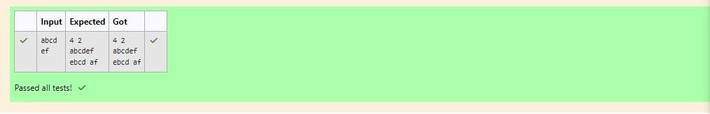 Input Expected Got
abcd 4 2 4 2
ef abcdef abcdef
ebcd af ebcd af
Passed all tests!